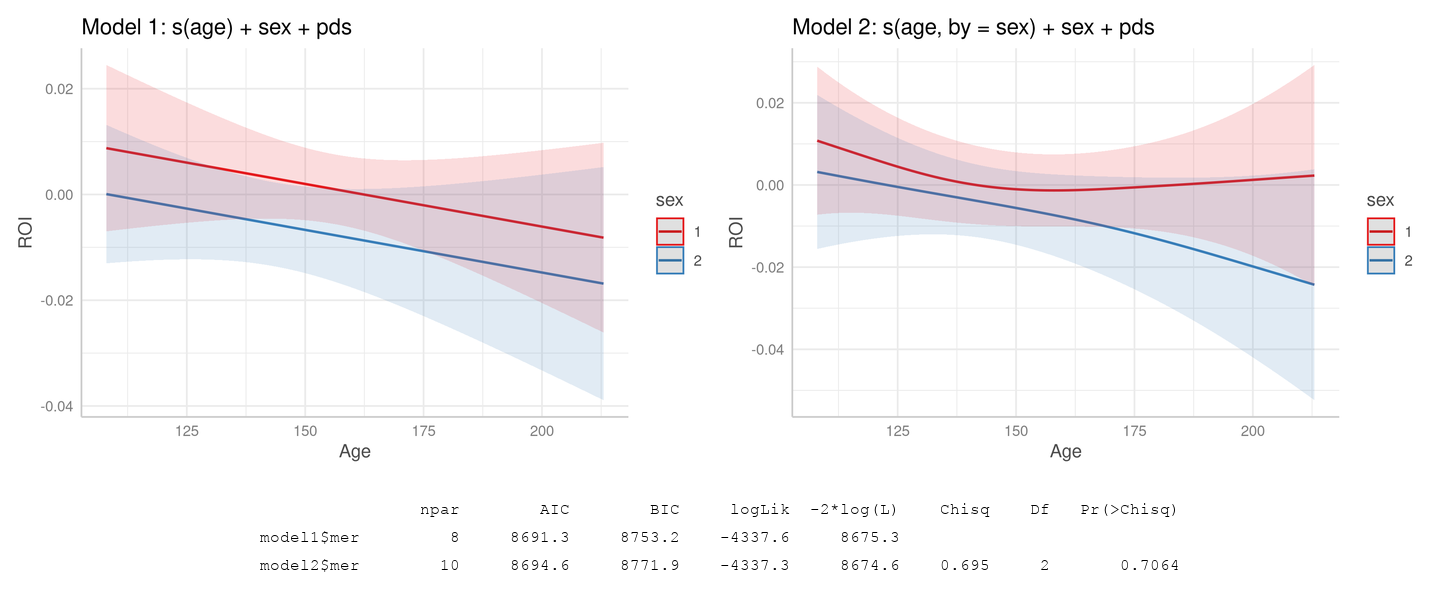 Model 1: s(age) + sex + pds
0.02
0.00
-0.02
-0.04
ROI
125 150 175 200
Age
sex
1
2
Model 2: s(age, by = sex) + sex + pds
0.02
0.00
-0.02
-0.04
ROI
125 150 175 200
Age
sex
1
2
npar AIC BIC logLik -2*log(L) Chisq Df Pr(>Chisq)
model1$mer 8 8691.3 8753.2 -4337.6 8675.3
model2$mer 10 8694.6 8771.9 -4337.3 8674.6 0.695 2 0.7064